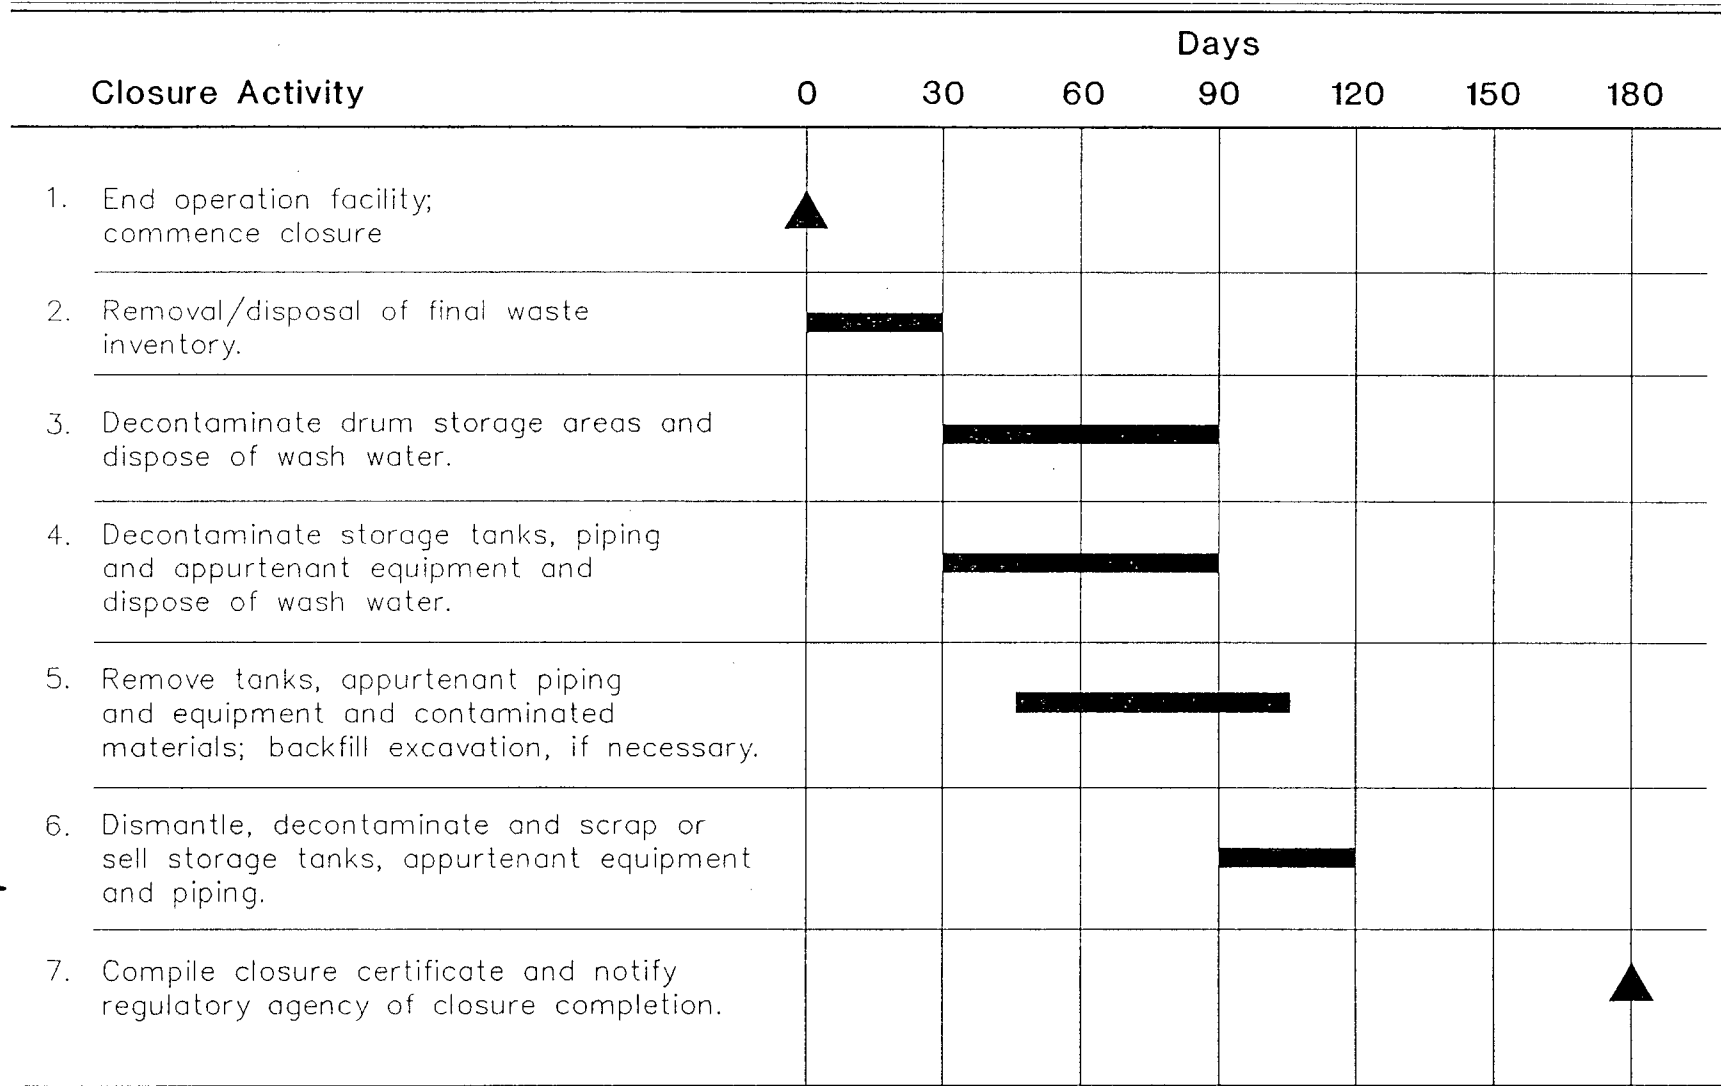 Days
Closure Activity 0 30 60 90 120 150 180
1. End operation facility;
commence closure
2. Removal/disposal of final waste
inventory.
3. Decontaminate drum storage areas and
dispose of wash water.
4. Decontaminate storage tanks, piping
and appurtenant equipment and
dispose of wash water.
5. Remove tanks, appurtenant piping
and equipment and contaminated
materials; backfill excavation, if necessary.
6. Dismantle, decontaminate and scrap or
sell storage tanks, appurtenant equipment
and piping.
7. Compile closure certificate and notify
regulatory agency of closure completion.